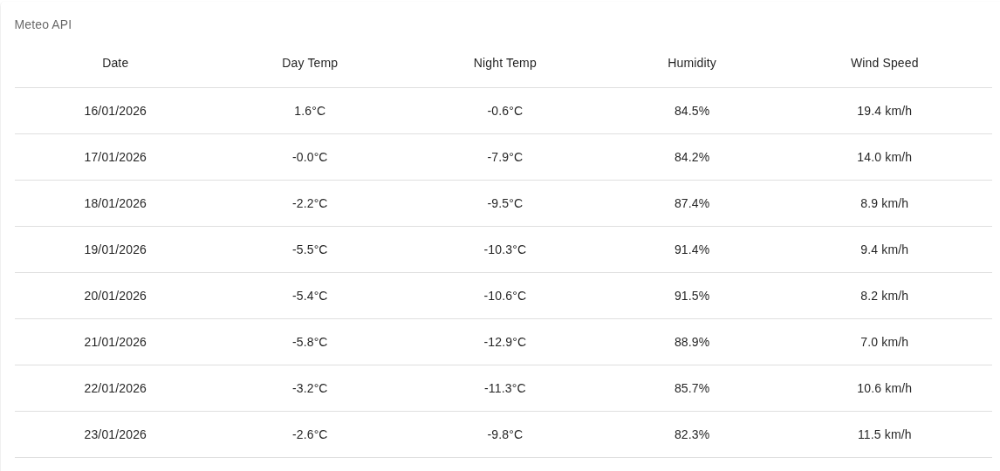 Meteo API
Date Day Temp Night Temp Humidity Wind Speed
16/01/2026 1.6°C -0.6°C 84.5% 19.4 km/h
17/01/2026 -0.0°C -7.9°C 84.2% 14.0 km/h
18/01/2026 -2.2°C -9.5°C 87.4% 8.9 km/h
19/01/2026 -5.5°C -10.3°C 91.4% 9.4 km/h
20/01/2026 -5.4°C -10.6°C 91.5% 8.2 km/h
21/01/2026 -5.8°C -12.9°C 88.9% 7.0 km/h
22/01/2026 -3.2°C -11.3°C 85.7% 10.6 km/h
23/01/2026 -2.6°C -9.8°C 82.3% 11.5 km/h